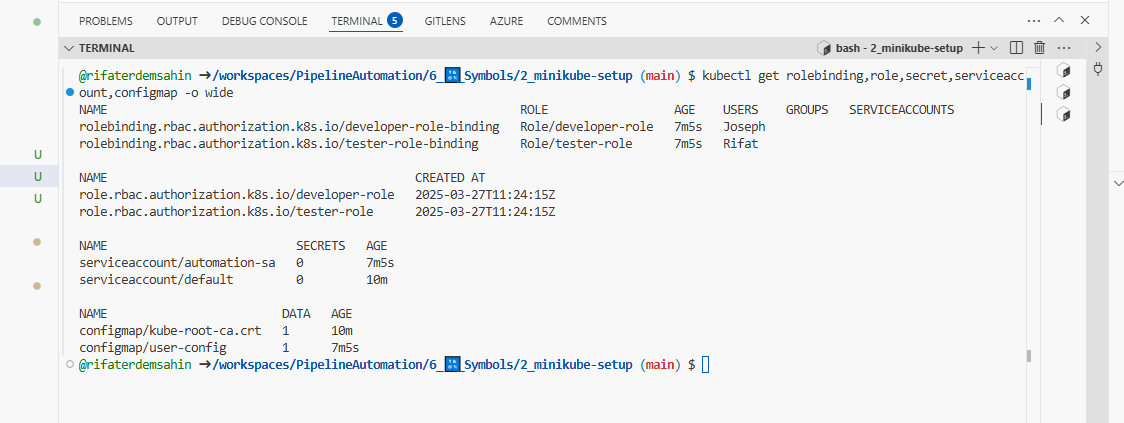 PROBLEMS OUTPUT DEBUG CONSOLE TERMINAL 5 GITLENS AZURE COMMENTS
TERMINAL bash - 2_minikube-setup
@rifaterdemsahin ➜/workspaces/PipelineAutomation/6_🔣_Symbols/2_minikube-setup (main) $ kubectl get rolebinding,role,secret,serviceacc
ount,configmap -o wide
NAME ROLE AGE USERS GROUPS SERVICEACCOUNTS
rolebinding.rbac.authorization.k8s.io/developer-role-binding Role/developer-role 7m5s Joseph
rolebinding.rbac.authorization.k8s.io/tester-role-binding Role/tester-role 7m5s Rifat
NAME CREATED AT
role.rbac.authorization.k8s.io/developer-role 2025-03-27T11:24:15Z
role.rbac.authorization.k8s.io/tester-role 2025-03-27T11:24:15Z
NAME SECRETS AGE
serviceaccount/automation-sa 0 7m5s
serviceaccount/default 0 10m
NAME DATA AGE
configmap/kube-root-ca.crt 1 10m
configmap/user-config 1 7m5s
@rifaterdemsahin ➜/workspaces/PipelineAutomation/6_🔣_Symbols/2_minikube-setup (main) $
U
U
U